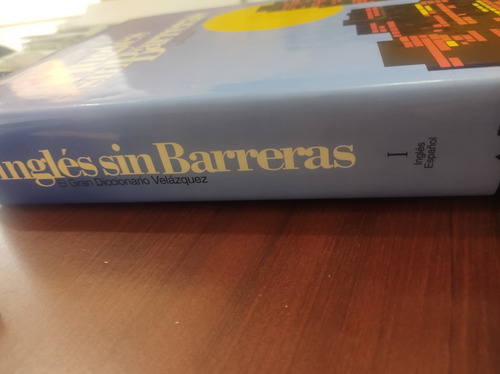 Inglés sin Barreras
El Gran Diccionario Velázquez
I
Inglés
Español